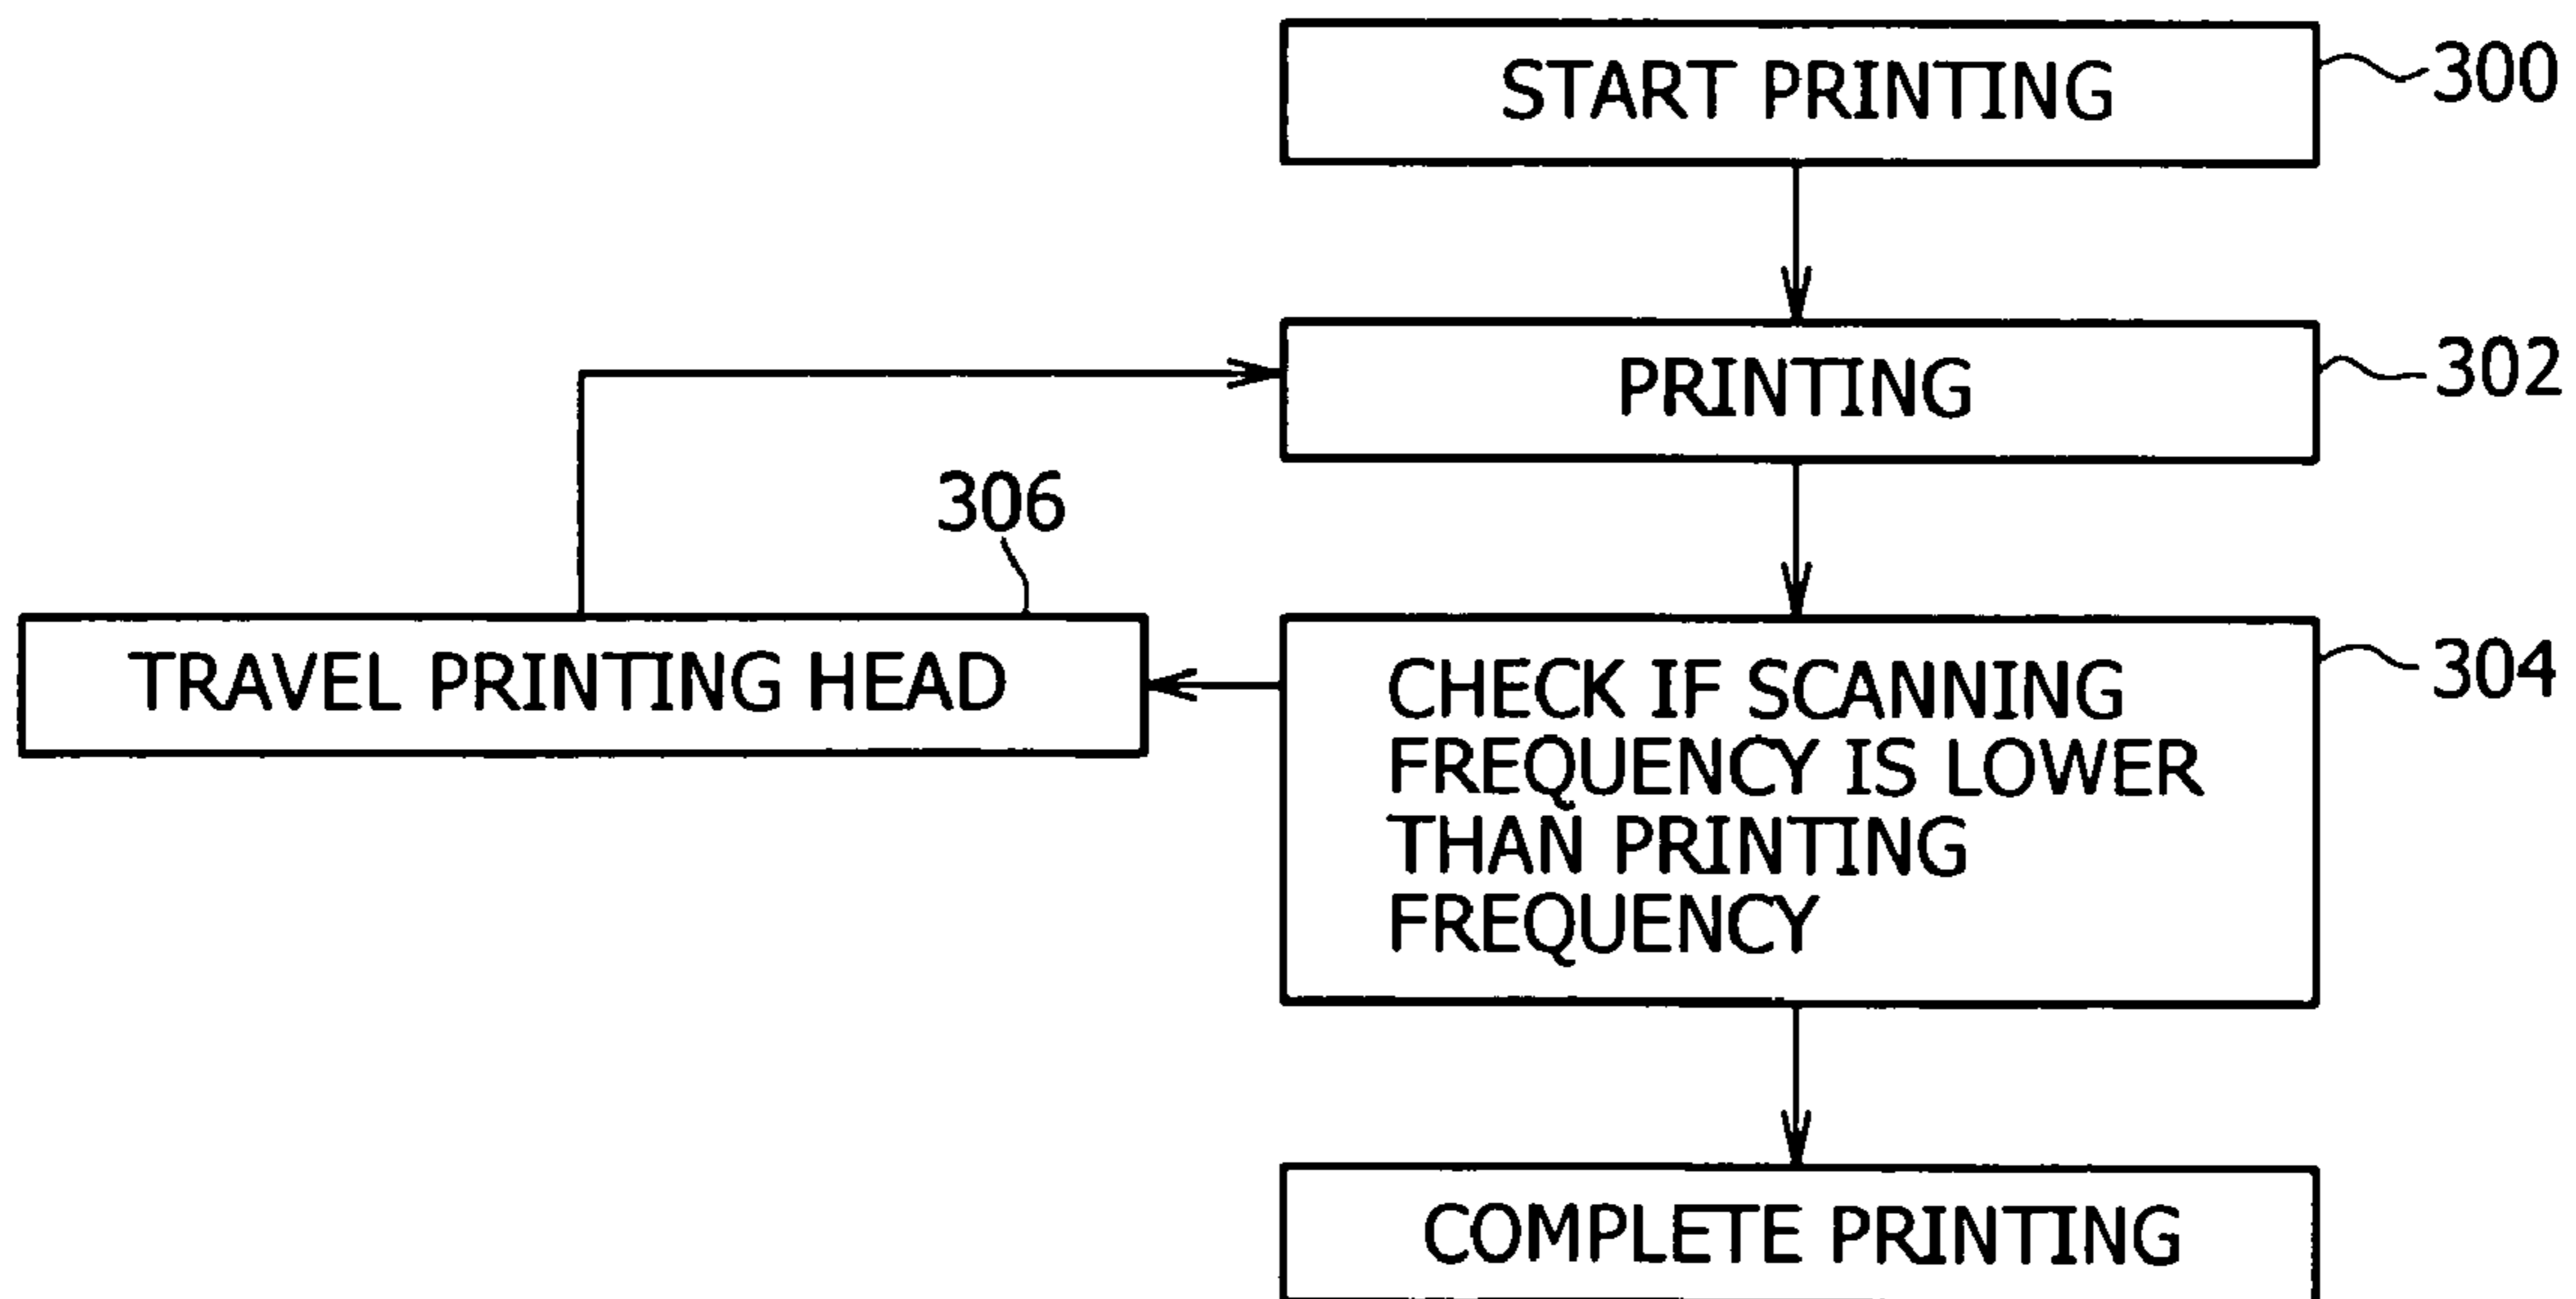 START PRINTING
300
PRINTING
302
306
TRAVEL PRINTING HEAD
CHECK IF SCANNING
FREQUENCY IS LOWER
THAN PRINTING
FREQUENCY
304
COMPLETE PRINTING